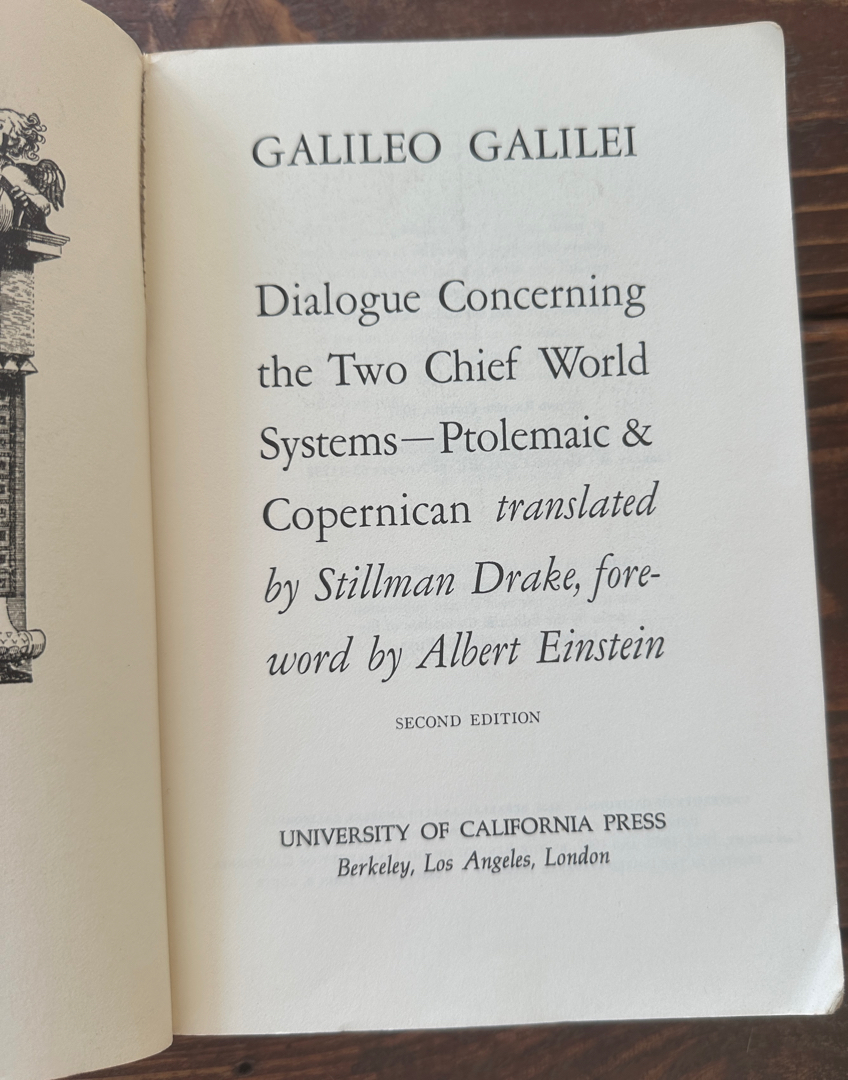 GALILEO GALILEI
Dialogue Concerning
the Two Chief World
Systems—Ptolemaic &
Copernican translated
by Stillman Drake, fore-
word by Albert Einstein
SECOND EDITION
UNIVERSITY OF CALIFORNIA PRESS
Berkeley, Los Angeles, London